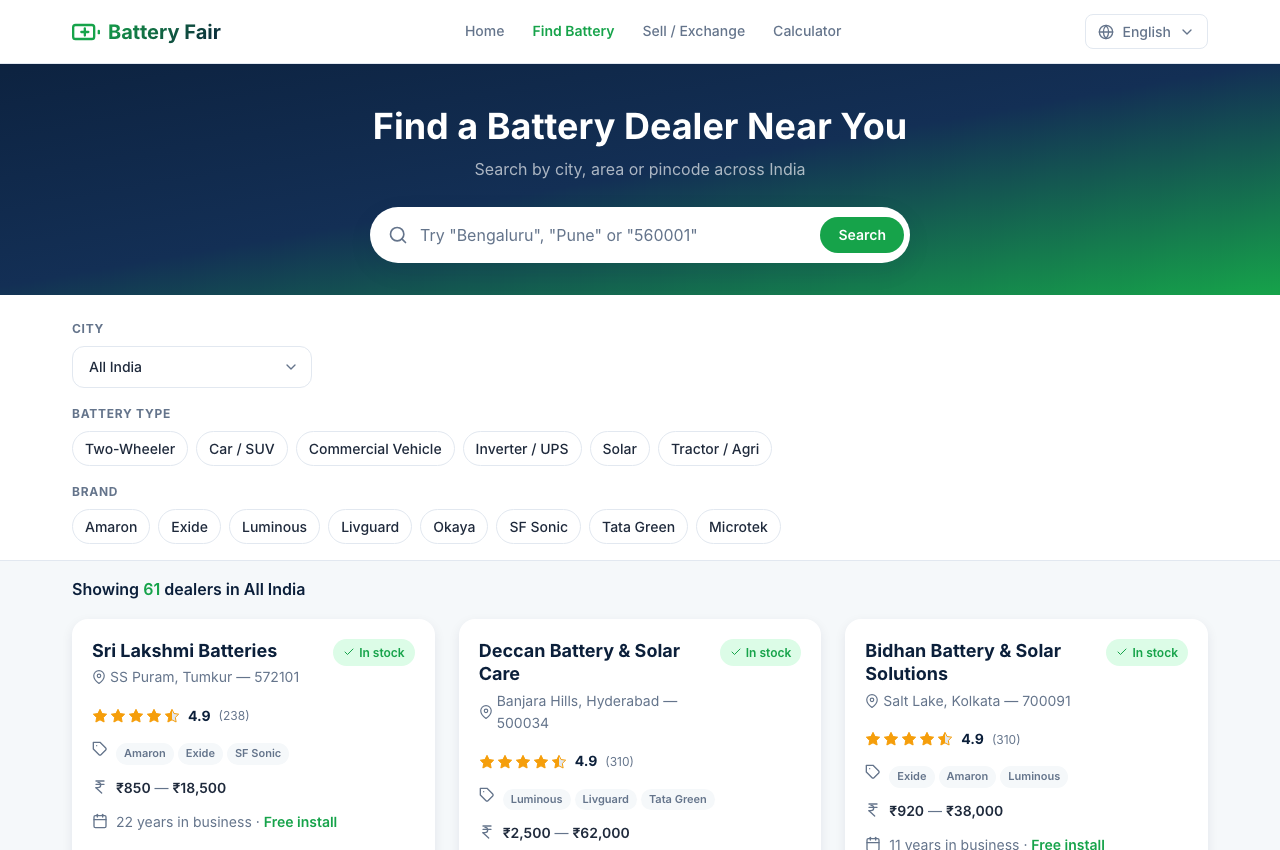 Battery Fair
Home
Find Battery
Sell / Exchange
Calculator
English
Find a Battery Dealer Near You
Search by city, area or pincode across India
Try "Bengaluru", "Pune" or "560001"
Search
CITY
All India
BATTERY TYPE
Two-Wheeler
Car / SUV
Commercial Vehicle
Inverter / UPS
Solar
Tractor / Agri
BRAND
Amaron
Exide
Luminous
Livguard
Okaya
SF Sonic
Tata Green
Microtek
Showing 61 dealers in All India
Sri Lakshmi Batteries
In stock
SS Puram, Tumkur — 572101
4.9 (238)
Amaron
Exide
SF Sonic
₹850 — ₹18,500
22 years in business · Free install
Deccan Battery & Solar
Care
In stock
Banjara Hills, Hyderabad —
500034
4.9 (310)
Luminous
Livguard
Tata Green
₹2,500 — ₹62,000
Bidhan Battery & Solar
Solutions
In stock
Salt Lake, Kolkata — 700091
4.9 (310)
Exide
Amaron
Luminous
₹920 — ₹38,000
11 years in business · Free install